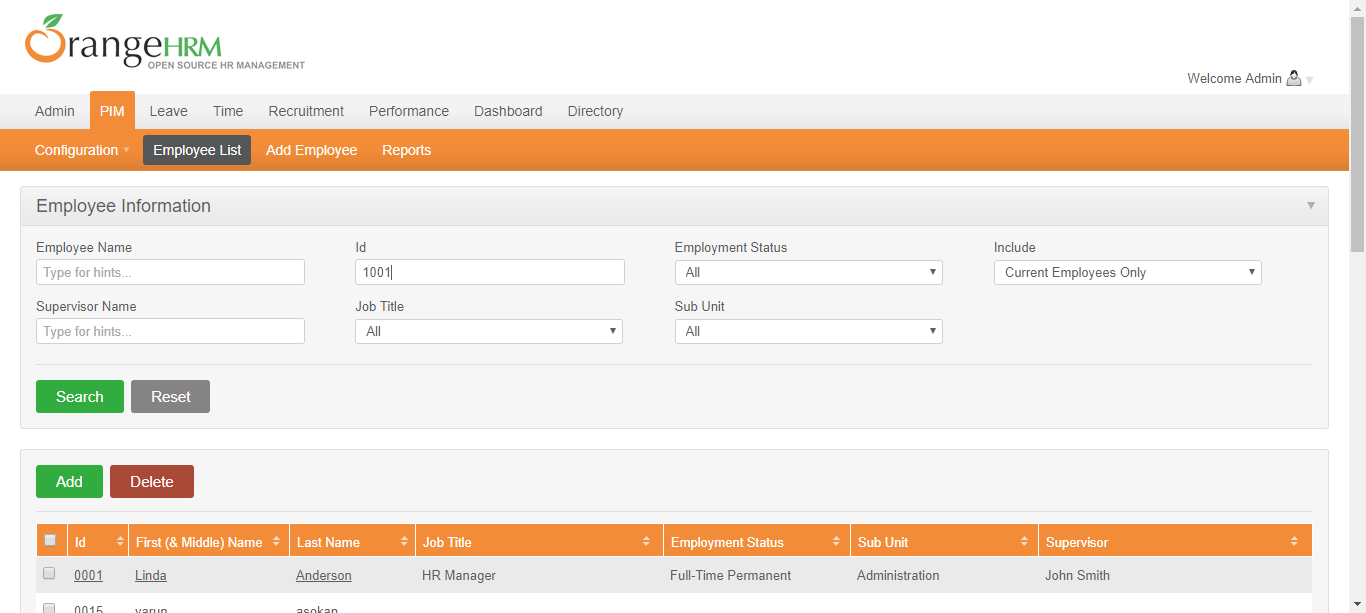 OrangeHRM
OPEN SOURCE HR MANAGEMENT
Welcome Admin
Admin PIM Leave Time Recruitment Performance Dashboard Directory
Configuration Employee List Add Employee Reports
Employee Information
Employee Name Id Employment Status Include
Type for hints... 1001 All Current Employees Only
Supervisor Name Job Title Sub Unit
Type for hints... All All
Search Reset
Add Delete
Id First (& Middle) Name Last Name Job Title Employment Status Sub Unit Supervisor
0001 Linda Anderson HR Manager Full-Time Permanent Administration John Smith
0015 varun asokan